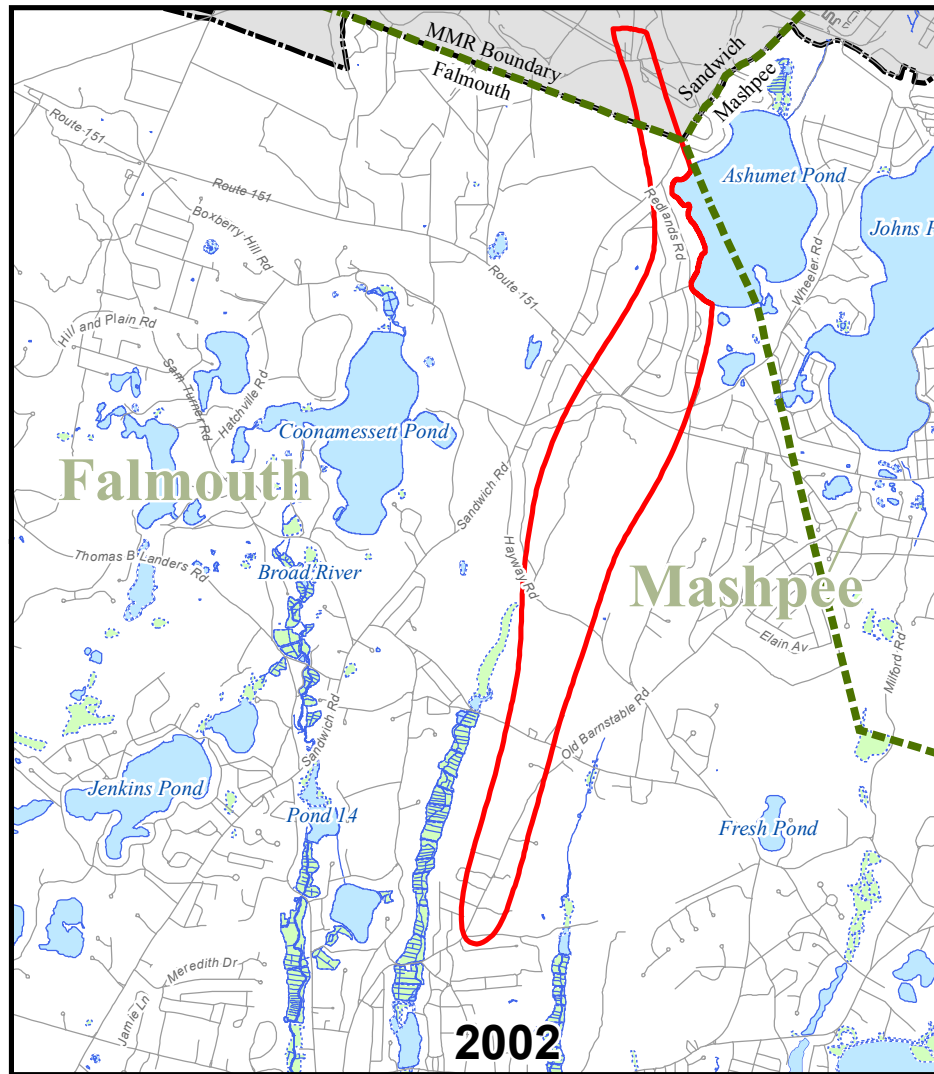 MMR Boundary
Falmouth
Sandwich
Mashpee
Route 151
Route 151
Ashumet Pond
Redlands Rd
Boxberry Hill Rd
Johns P
Wheeler Rd
Route 151
Hill and Plain Rd
Sam Turner Rd
Hatchville Rd
Coonamessett Pond
Falmouth
Sandwich Rd
Thomas B Landers Rd
Broad River
Hayway Rd
Mashpee
Elain Av
Milford Rd
Sandwich Rd
Old Barnstable Rd
Jenkins Pond
Pond 14
Fresh Pond
Meredith Dr
Jamie Ln
2002